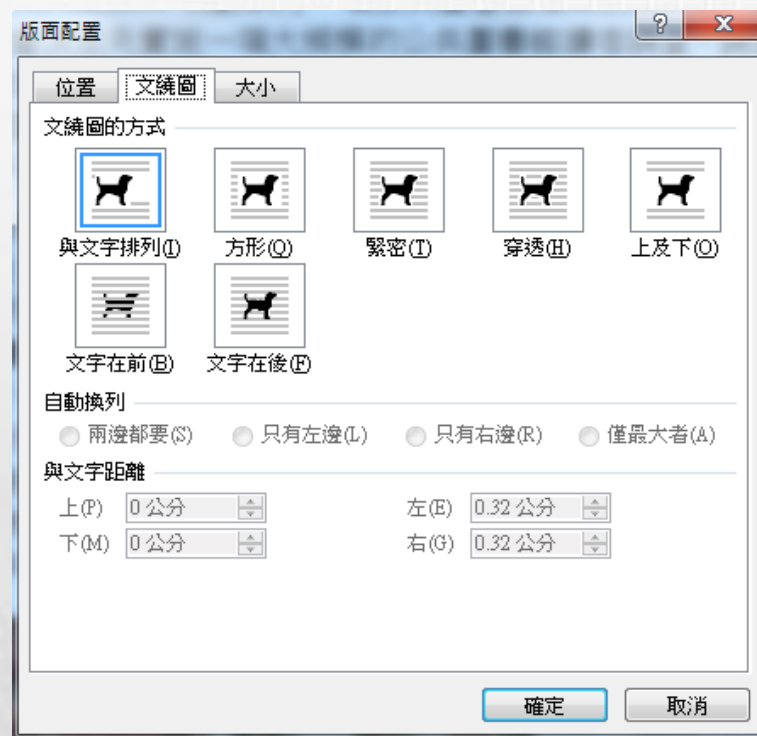 版面配置
位置 文繞圖 大小
文繞圖的方式
與文字排列(I) 方形(Q) 緊密(T) 穿透(H) 上及下(O)
文字在前(B) 文字在後(F)
自動換列
兩邊都要(S) 只有左邊(L) 只有右邊(R) 僅最大者(A)
與文字距離
上(P) 0 公分 左(E) 0.32 公分
下(M) 0 公分 右(G) 0.32 公分
確定 取消